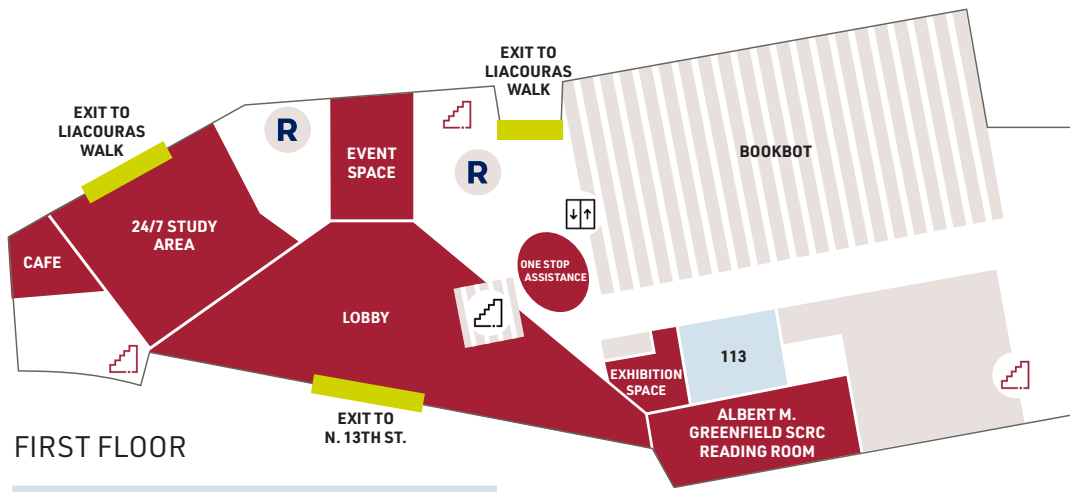 EXIT TO
LIACOURAS
WALK
EXIT TO
LIACOURAS
WALK
R
EVENT
SPACE
R
BOOKBOT
24/7 STUDY
AREA
CAFE
ONE STOP
ASSISTANCE
LOBBY
113
EXHIBITION
SPACE
ALBERT M.
GREENFIELD SCRC
READING ROOM
EXIT TO
N. 13TH ST.
FIRST FLOOR